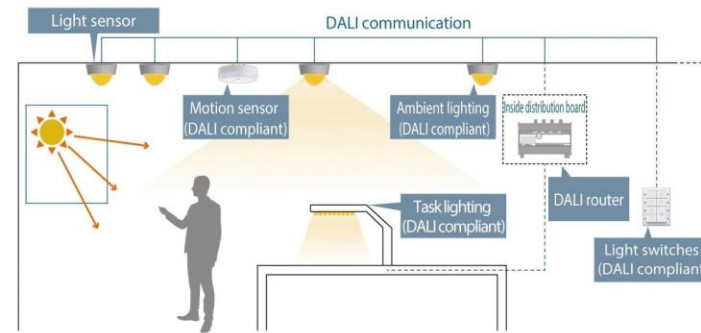 Light sensor
DALI communication
Motion sensor
(DALI compliant)
Ambient lighting
(DALI compliant)
Inside distribution board
Task lighting
(DALI compliant)
DALI router
Light switches
(DALI compliant